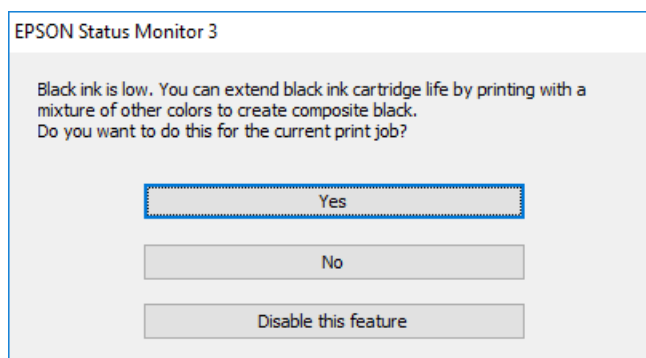 EPSON Status Monitor 3
Black ink is low. You can extend black ink cartridge life by printing with a
mixture of other colors to create composite black.
Do you want to do this for the current print job?
Yes
No
Disable this feature